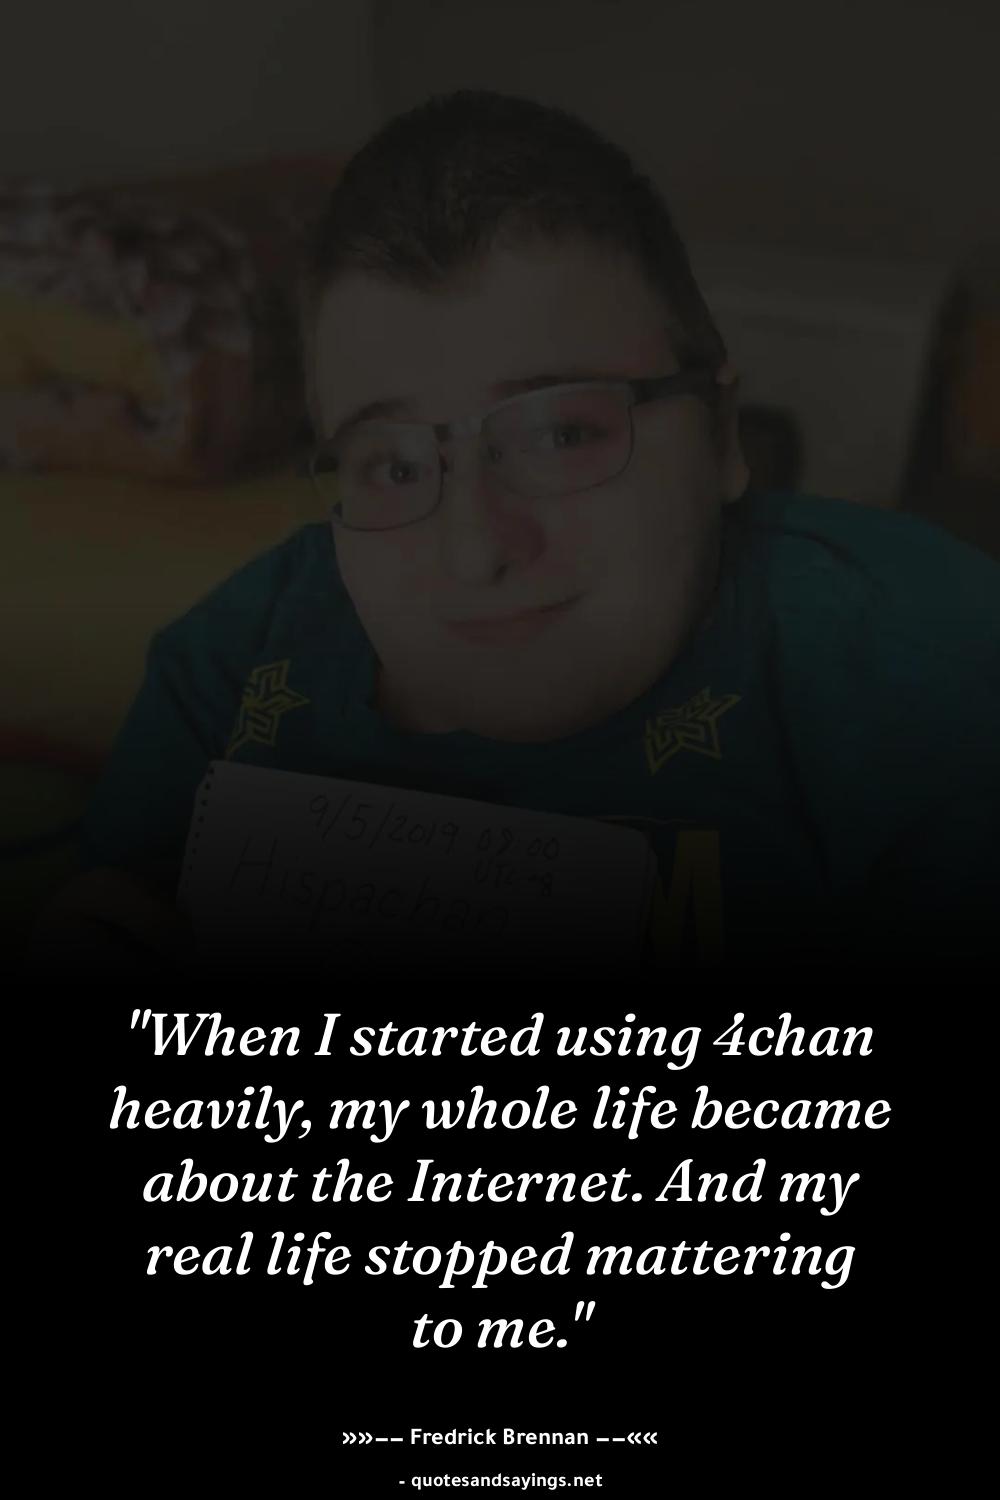 9/5/2019 09:00
UTC+8
Hispachan
M
"When I started using 4chan
heavily, my whole life became
about the Internet. And my
real life stopped mattering
to me."
»»−− Fredrick Brennan −−««
- quotesandsayings.net